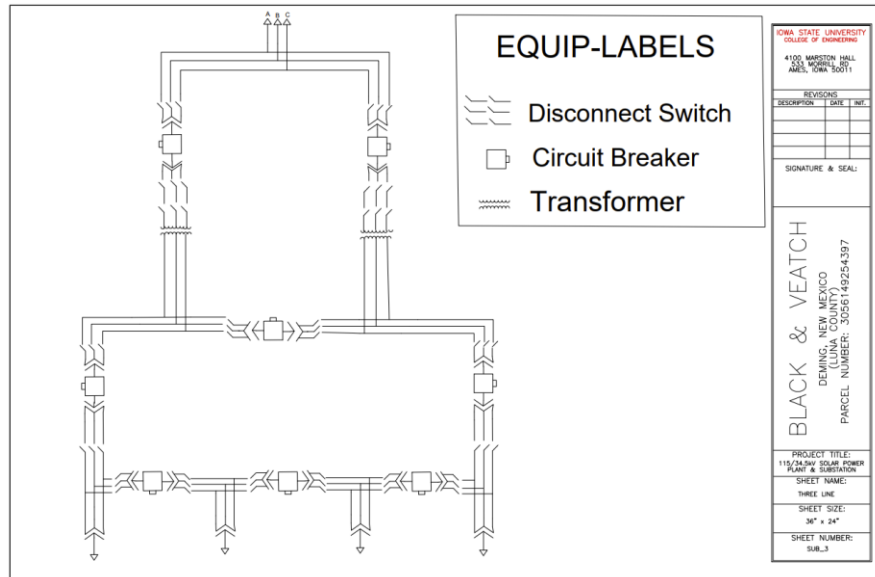 A B C
EQUIP-LABELS
Disconnect Switch
Circuit Breaker
Transformer
IOWA STATE UNIVERSITY
COLLEGE OF ENGINEERING
4100 MARSTON HALL
533 MORRILL RD
AMES, IOWA 50011
REVISIONS
DESCRIPTION DATE INT.
SIGNATURE & SEAL:
BLACK & VEATCH
DEMING, NEW MEXICO
(LUNA COUNTY)
PARCEL NUMBER: 3056149254397
PROJECT TITLE:
115/34.5kV SOLAR POWER
PLANT & SUBSTATION
SHEET NAME:
THREE LINE
SHEET SIZE:
36" x 24"
SHEET NUMBER:
SUB_3